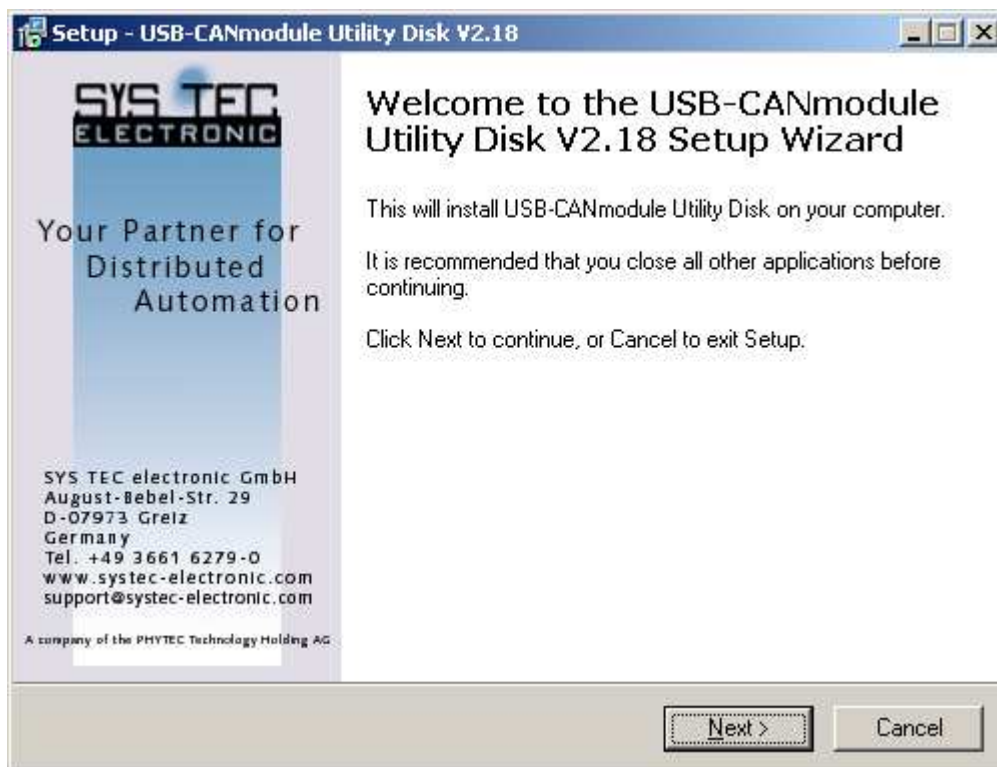 Setup - USB-CANmodule Utility Disk V2.18
SYS TEC
ELECTRONIC
Your Partner for
Distributed
Automation
SYS TEC electronic GmbH
August-Bebel-Str. 29
D-07973 Greiz
Germany
Tel. +49 3661 6279-0
www.systec-electronic.com
support@systec-electronic.com
A company of the PHYTEC Technology Holding AG
Welcome to the USB-CANmodule
Utility Disk V2.18 Setup Wizard
This will install USB-CANmodule Utility Disk on your computer.
It is recommended that you close all other applications before
continuing.
Click Next to continue, or Cancel to exit Setup.
Next >
Cancel